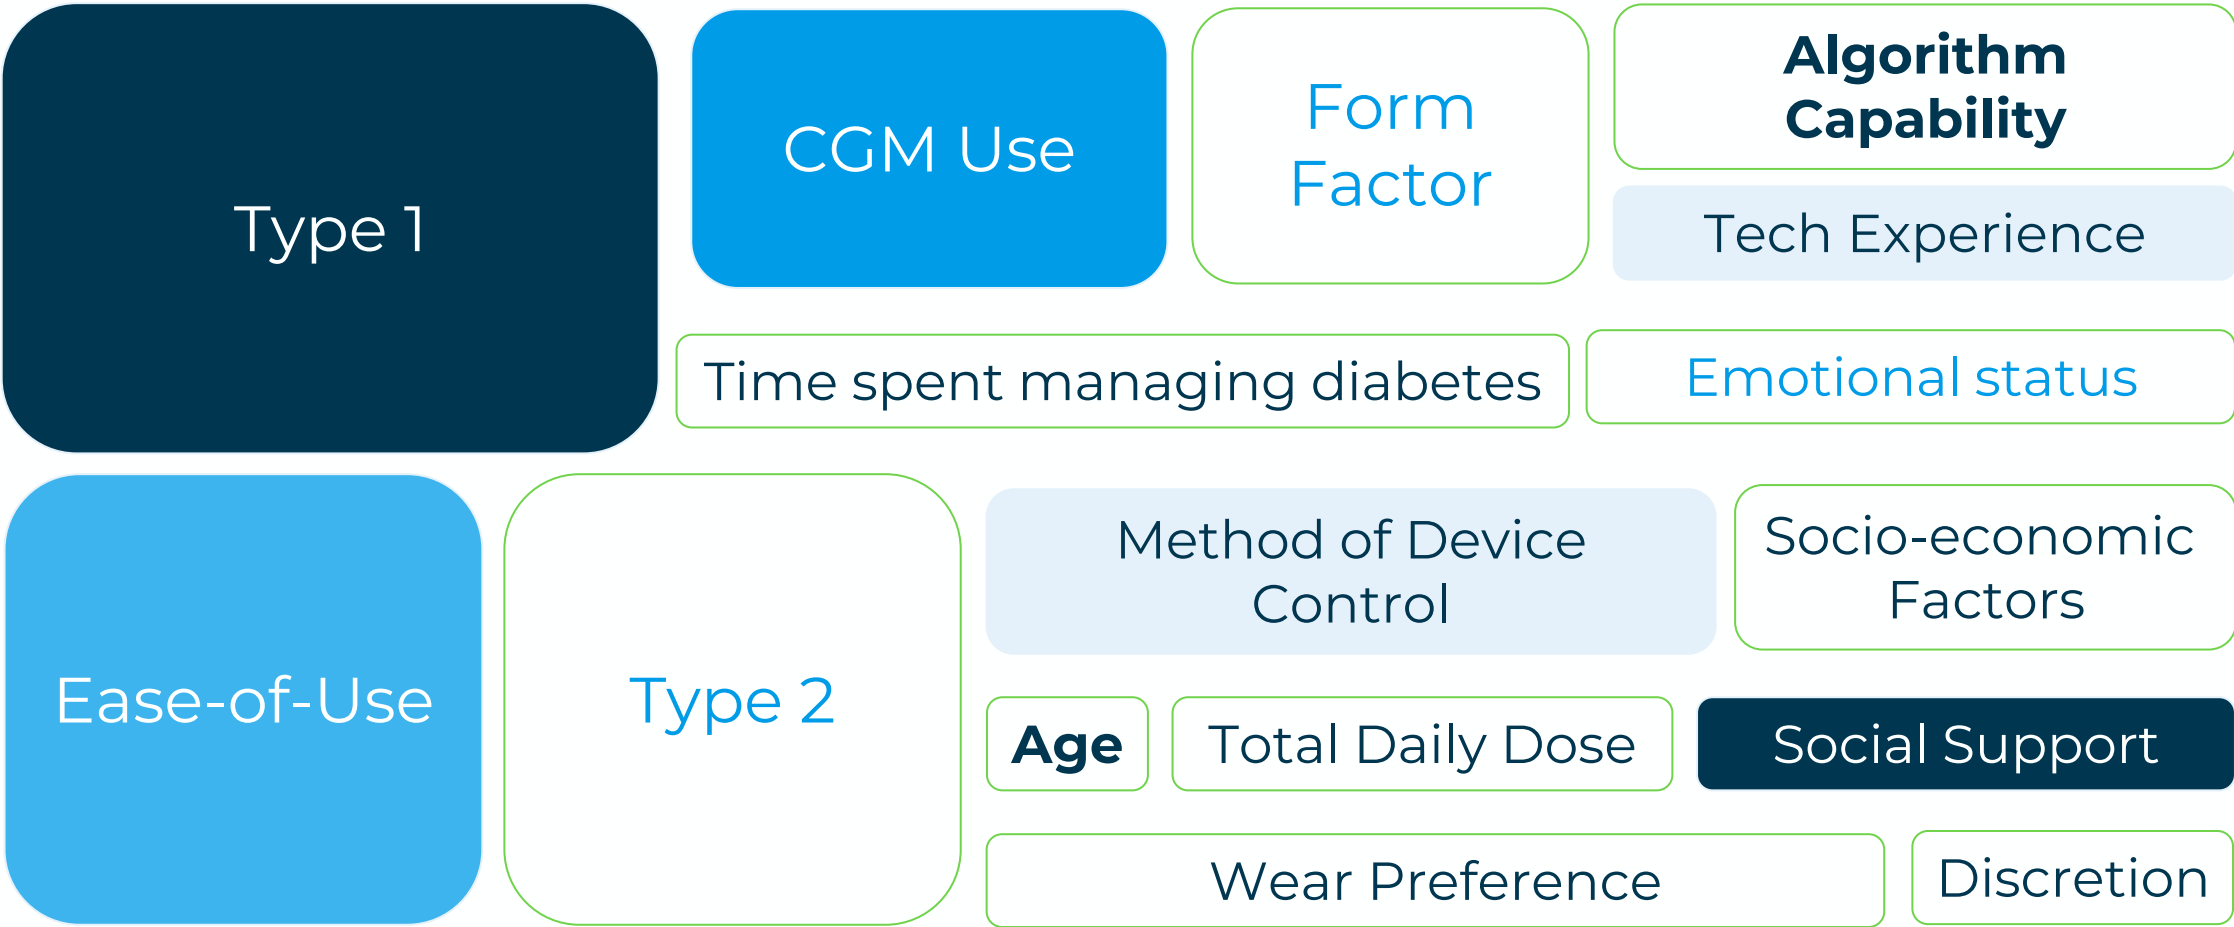 Type 1
CGM Use
Form
Factor
Algorithm
Capability
Tech Experience
Time spent managing diabetes
Emotional status
Ease-of-Use
Type 2
Method of Device
Control
Socio-economic
Factors
Age
Total Daily Dose
Social Support
Wear Preference
Discretion